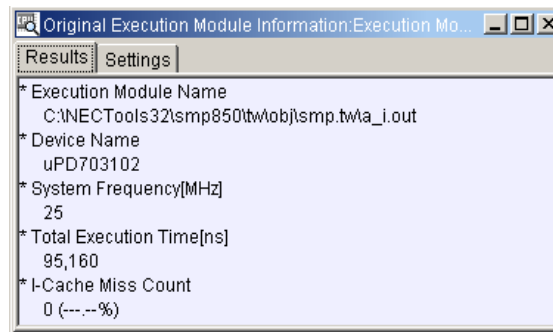 Original Execution Module Information:Execution Mo...
Results Settings
* Execution Module Name
C:\NECTools32\smp850\tw\obj\smp.tw\a_i.out
* Device Name
uPD703102
* System Frequency[MHz]
25
* Total Execution Time[ns]
95,160
* I-Cache Miss Count
0 (---.--%)